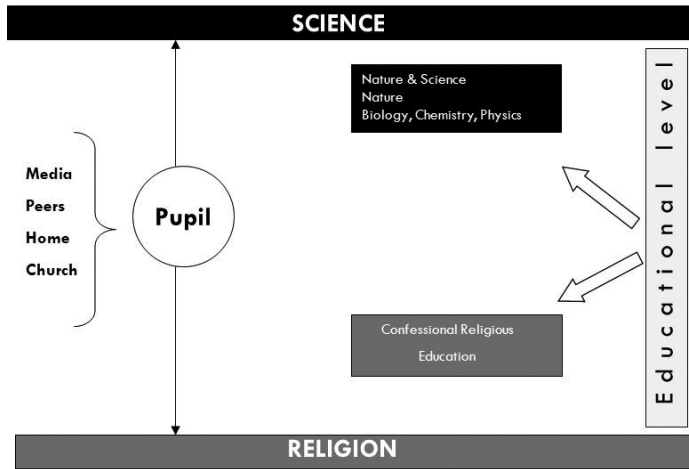 SCIENCE
Nature & Science
Nature
Biology, Chemistry, Physics
Media
Peers
Home
Church
Pupil
Educational level
Confessional Religious
Education
RELIGION